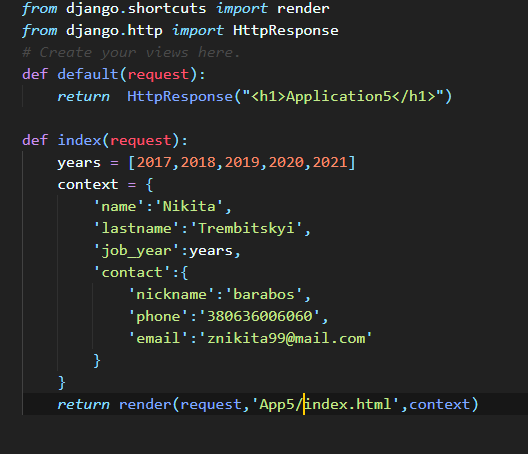 from django.shortcuts import render
from django.http import HttpResponse
# Create your views here.
def default(request):
    return  HttpResponse("<h1>Application5</h1>")

def index(request):
    years = [2017,2018,2019,2020,2021]
    context = {
        'name':'Nikita',
        'lastname':'Trembitskyi',
        'job_year':years,
        'contact':{
            'nickname':'barabos',
            'phone':'380636006060',
            'email':'znikita99@mail.com'
        }
    }
    return render(request,'App5/index.html',context)